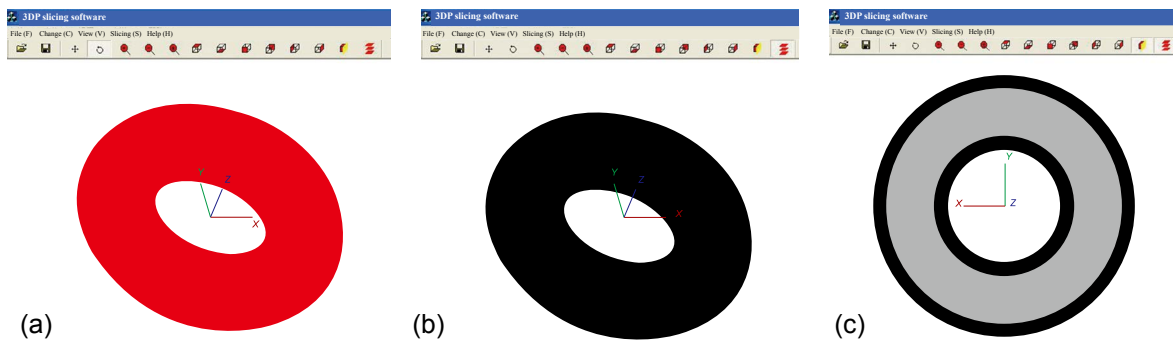 3DP slicing software
File (F) Change (C) View (V) Slicing (S) Help (H)
Y
Z
X
(a)
3DP slicing software
File (F) Change (C) View (V) Slicing (S) Help (H)
Y
Z
X
(b)
3DP slicing software
File (F) Change (C) View (V) Slicing (S) Help (H)
Y
X
Z
(c)